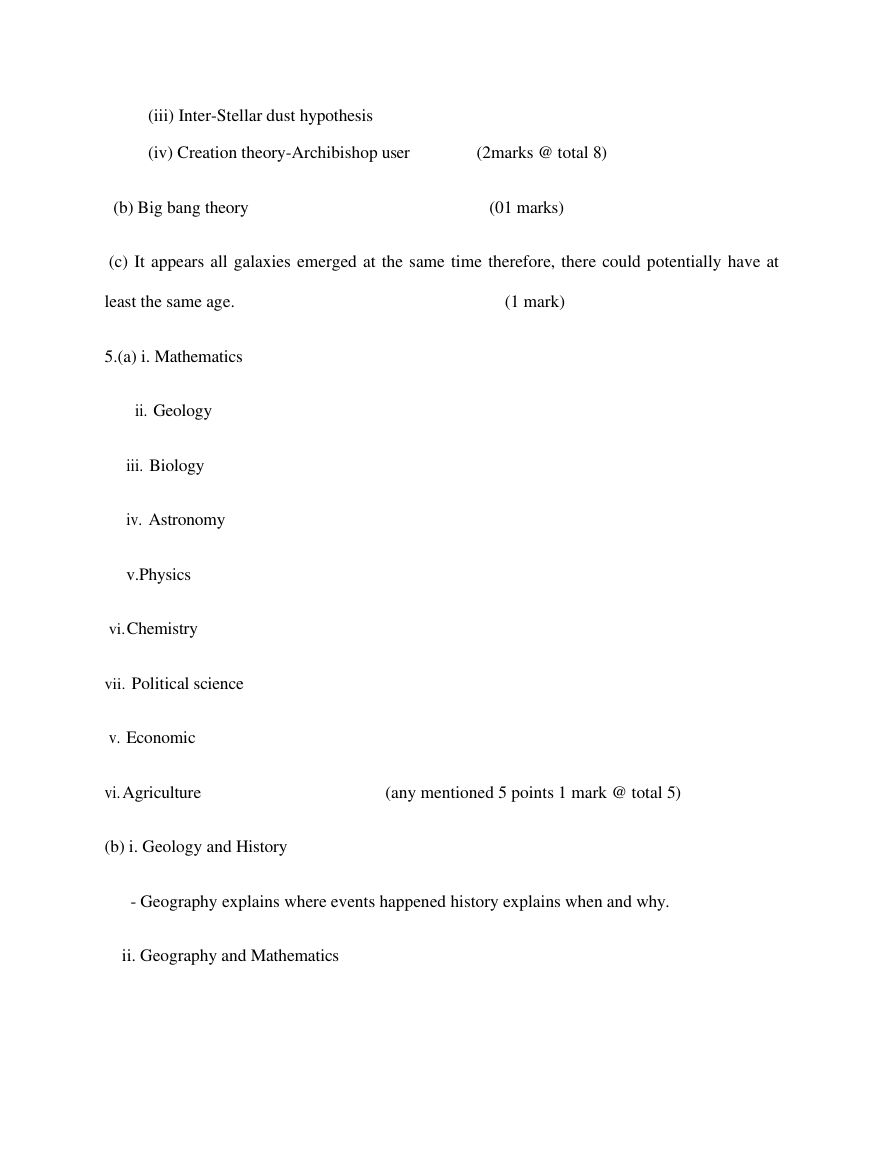 (iii) Inter-Stellar dust hypothesis
(iv) Creation theory-Archibishop user (2marks @ total 8)
(b) Big bang theory (01 marks)
(c) It appears all galaxies emerged at the same time therefore, there could potentially have at
least the same age. (1 mark)
5.(a) i. Mathematics
ii. Geology
iii. Biology
iv. Astronomy
v.Physics
vi.Chemistry
vii. Political science
v. Economic
vi.Agriculture (any mentioned 5 points 1 mark @ total 5)
(b) i. Geology and History
- Geography explains where events happened history explains when and why.
ii. Geography and Mathematics